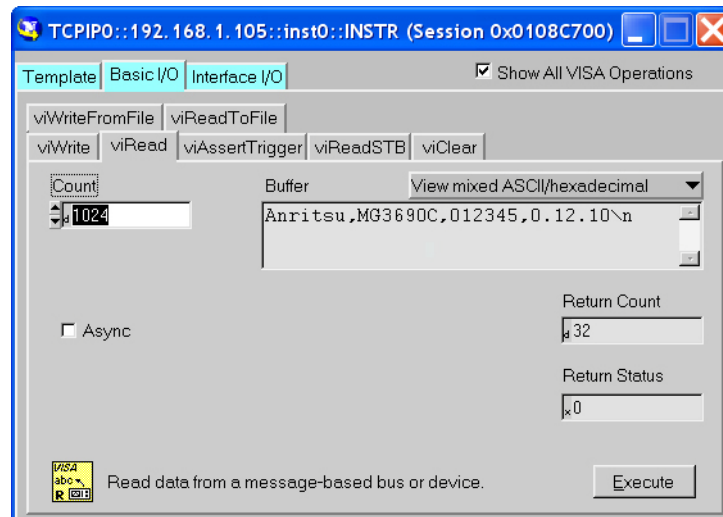 TCPIP0::192.168.1.105::inst0::INSTR (Session 0x0108C700)
Template Basic I/O Interface I/O Show All VISA Operations
viWriteFromFile viReadToFile
viWrite viRead viAssertTrigger viReadSTB viClear
Count Buffer View mixed ASCII/hexadecimal
d 1024 Anritsu,MG3690C,012345,0.12.10\n
Return Count
Async d 32
Return Status
x 0
VISA
abc
R Read data from a message-based bus or device. Execute